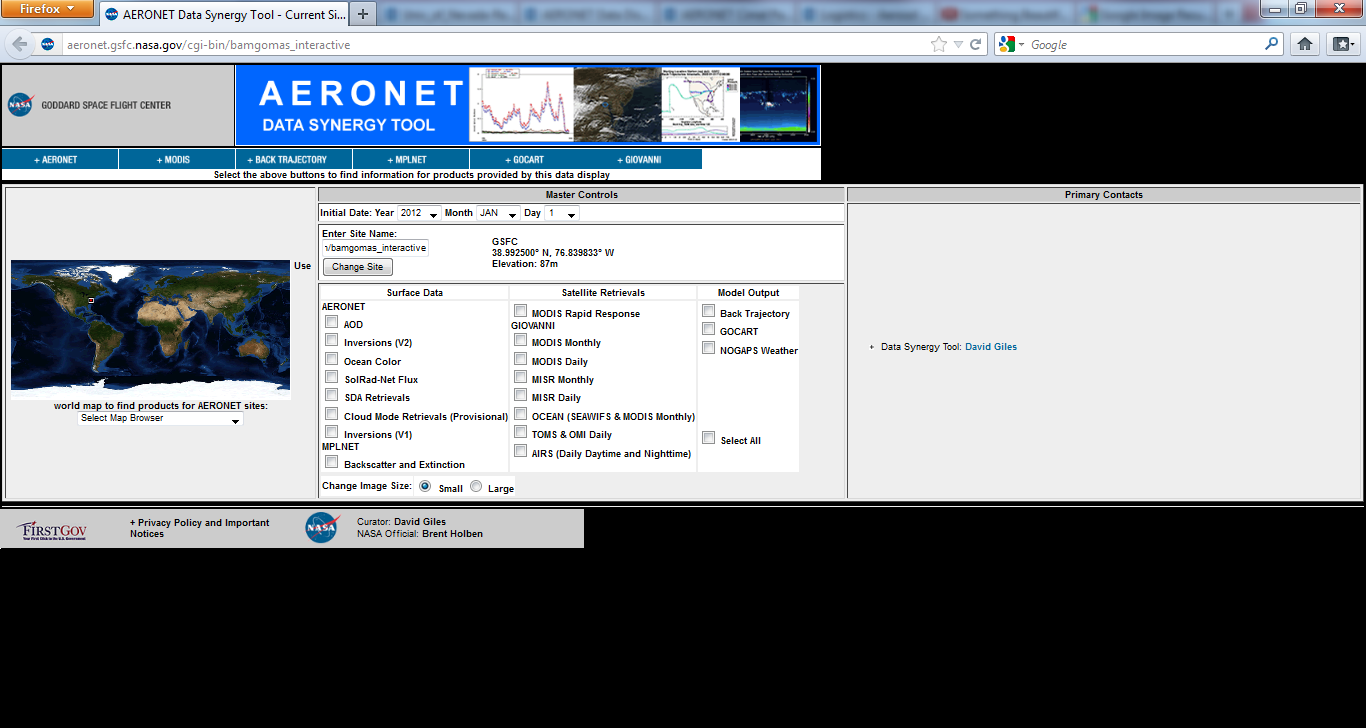 Firefox
AERONET Data Synergy Tool - Current Si...
aeronet.gsfc.nasa.gov/cgi-bin/bamgomas_interactive
Google
NASA
GODDARD SPACE FLIGHT CENTER
AERONET
DATA SYNERGY TOOL
+ AERONET
+ MODIS
+ BACK TRAJECTORY
+ MPLNET
+ GOCART
+ GIOVANNI
Select the above buttons to find information for products provided by this data display
Use
world map to find products for AERONET sites:
Select Map Browser
Master Controls
Initial Date: Year 2012 Month JAN Day 1
Enter Site Name:
/bamgomas_interactive
Change Site
GSFC
38.992500° N, 76.839833° W
Elevation: 87m
Surface Data
AERONET
AOD
Inversions (V2)
Ocean Color
SolRad-Net Flux
SDA Retrievals
Cloud Mode Retrievals (Provisional)
Inversions (V1)
MPLNET
Backscatter and Extinction
Satellite Retrievals
MODIS Rapid Response
GIOVANNI
MODIS Monthly
MODIS Daily
MISR Monthly
MISR Daily
OCEAN (SEAWIFS & MODIS Monthly)
TOMS & OMI Daily
AIRS (Daily Daytime and Nighttime)
Model Output
Back Trajectory
GOCART
NOGAPS Weather
Select All
Change Image Size: Small Large
Primary Contacts
+ Data Synergy Tool: David Giles
FIRSTGOV
Your First Click to the U.S. Government
+ Privacy Policy and Important
Notices
NASA
Curator: David Giles
NASA Official: Brent Holben